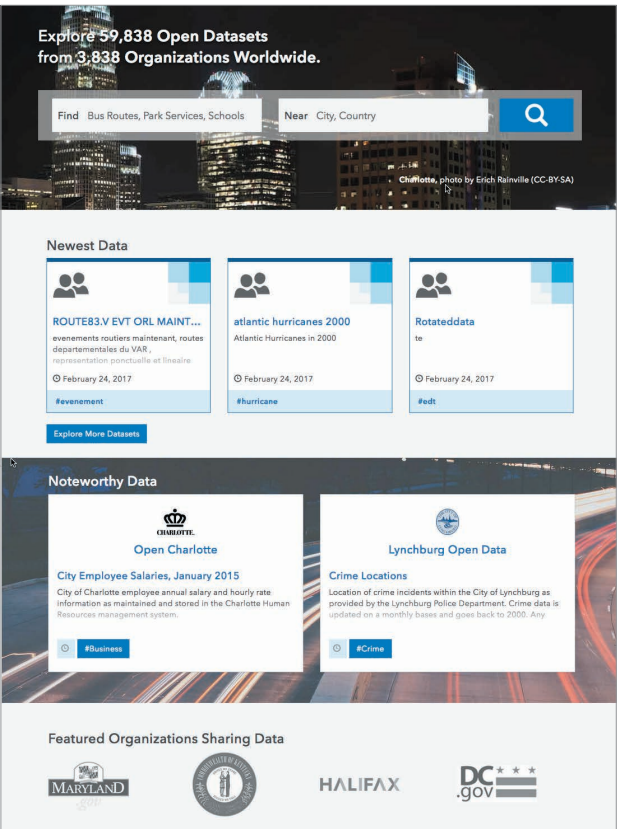 Explore 59,838 Open Datasets
from 3,838 Organizations Worldwide.
Find Bus Routes, Park Services, Schools
Near City, Country
Charlotte, photo by Erich Rainville (CC-BY-SA)
Newest Data
ROUTE83.V EVT ORL MAINT...
evenements routiers maintenant, routes
departementales du VAR ,
representation ponctuelle et lineaire
February 24, 2017
#evenement
atlantic hurricanes 2000
Atlantic Hurricanes in 2000
February 24, 2017
#hurricane
Rotateddata
te
February 24, 2017
#edt
Explore More Datasets
Noteworthy Data
CHARLOTTE.
Open Charlotte
City Employee Salaries, January 2015
City of Charlotte employee annual salary and hourly rate
information as maintained and stored in the Charlotte Human
Resources management system.
#Business
Lynchburg Open Data
Crime Locations
Location of crime incidents within the City of Lynchburg as
provided by the Lynchburg Police Department. Crime data is
updated on a monthly bases and goes back to 2000. Any
#Crime
Featured Organizations Sharing Data
MARYLAND
.gov
HALIFAX
DC
.gov